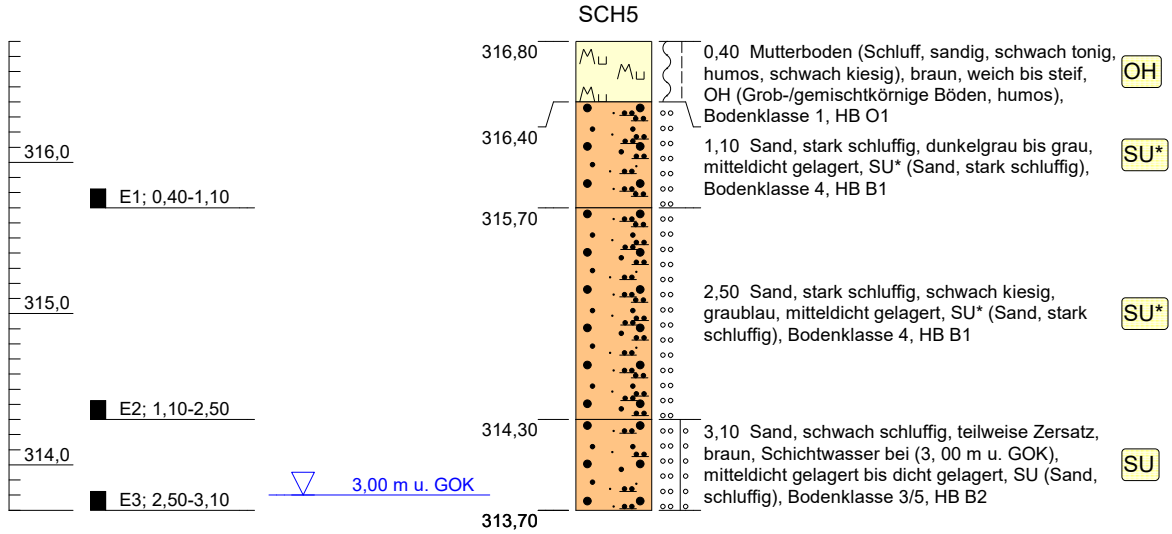 SCH5
316,80
0,40 Mutterboden (Schluff, sandig, schwach tonig,
humos, schwach kiesig), braun, weich bis steif,
OH (Grob-/gemischtkörnige Böden, humos),
Bodenklasse 1, HB O1
OH
316,40
316,0
1,10 Sand, stark schluffig, dunkelgrau bis grau,
mitteldicht gelagert, SU* (Sand, stark schluffig),
Bodenklasse 4, HB B1
SU*
E1; 0,40-1,10
315,70
315,0
2,50 Sand, stark schluffig, schwach kiesig,
graublau, mitteldicht gelagert, SU* (Sand, stark
schluffig), Bodenklasse 4, HB B1
SU*
E2; 1,10-2,50
314,30
314,0
3,10 Sand, schwach schluffig, teilweise Zersatz,
braun, Schichtwasser bei (3, 00 m u. GOK),
mitteldicht gelagert bis dicht gelagert, SU (Sand,
schluffig), Bodenklasse 3/5, HB B2
SU
3,00 m u. GOK
E3; 2,50-3,10
313,70